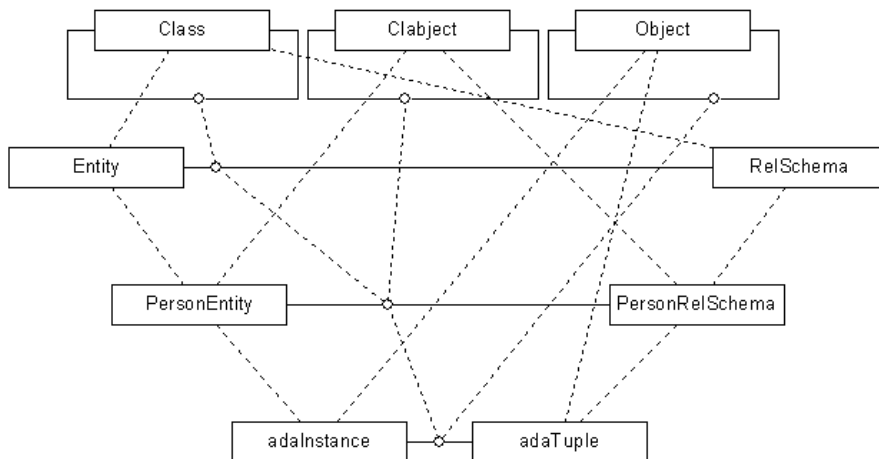 Class
Clabject
Object
Entity
RelSchema
PersonEntity
PersonRelSchema
adaInstance
adaTuple